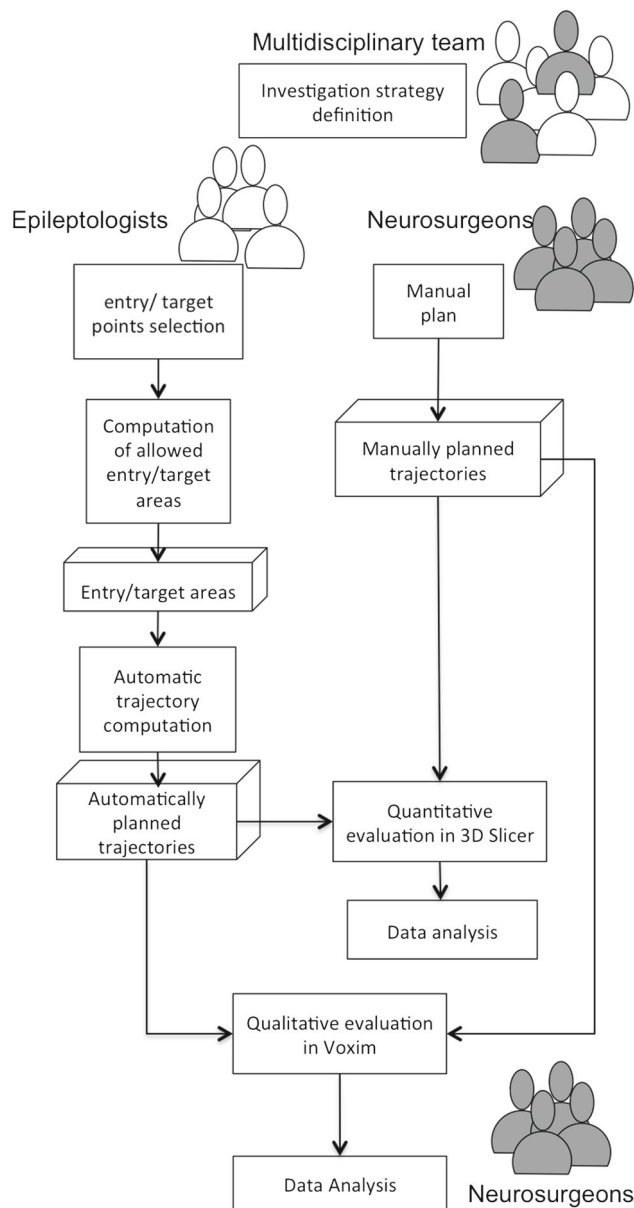 Multidisciplinary team
Investigation strategy
definition
Epileptologists
Neurosurgeons
entry/ target
points selection
Manual
plan
Computation
of allowed
entry/target
areas
Manually planned
trajectories
Entry/target areas
Automatic
trajectory
computation
Automatically
planned
trajectories
Quantitative
evaluation in 3D Slicer
Data analysis
Qualitative evaluation
in Voxim
Data Analysis
Neurosurgeons